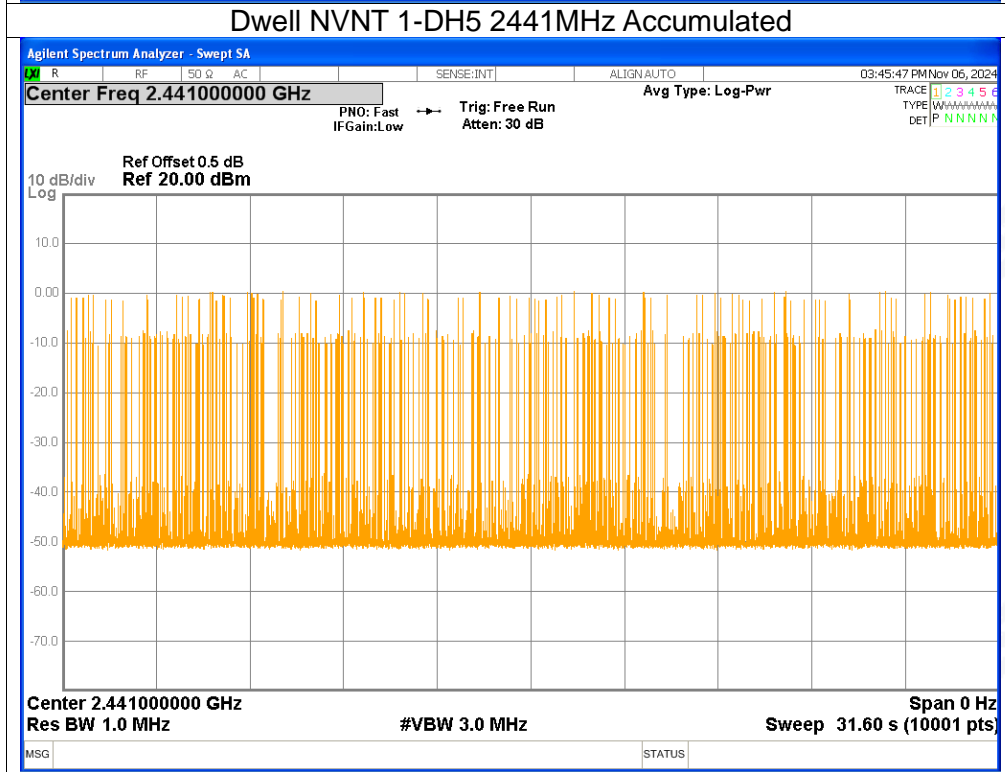 Dwell NVNT 1-DH5 2441MHz Accumulated
Agilent Spectrum Analyzer - Swept SA
LXI R RF 50 Ω AC SENSE:INT ALIGN AUTO 03:45:47 PM Nov 06, 2024
Center Freq 2.441000000 GHz Avg Type: Log-Pwr TRACE 1 2 3 4 5 6
PNO: Fast Trig: Free Run TYPE
IFGain:Low Atten: 30 dB DET P N N N N N
Ref Offset 0.5 dB
10 dB/div Ref 20.00 dBm
Log
10.0
0.00
-10.0
-20.0
-30.0
-40.0
-50.0
-60.0
-70.0
Center 2.441000000 GHz Span 0 Hz
Res BW 1.0 MHz #VBW 3.0 MHz Sweep 31.60 s (10001 pts)
MSG STATUS